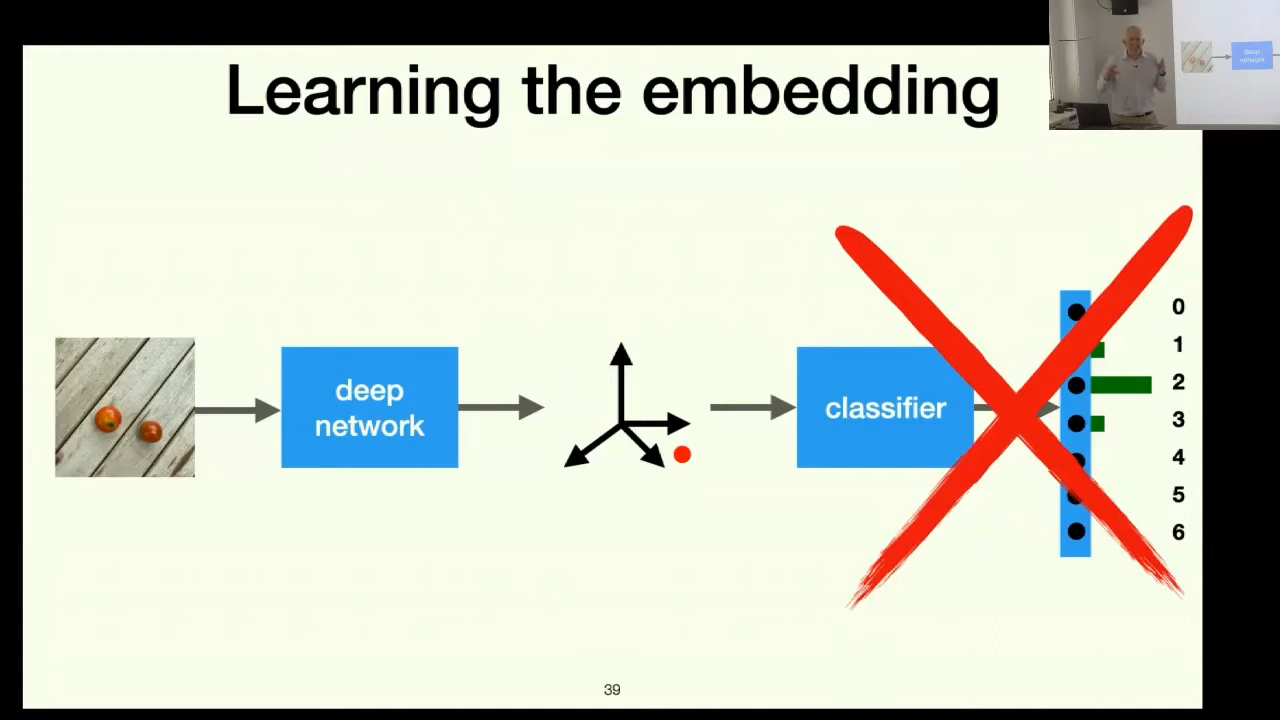 Learning the embedding
deep
network
classifier
0
1
2
3
4
5
6
39
deep
network